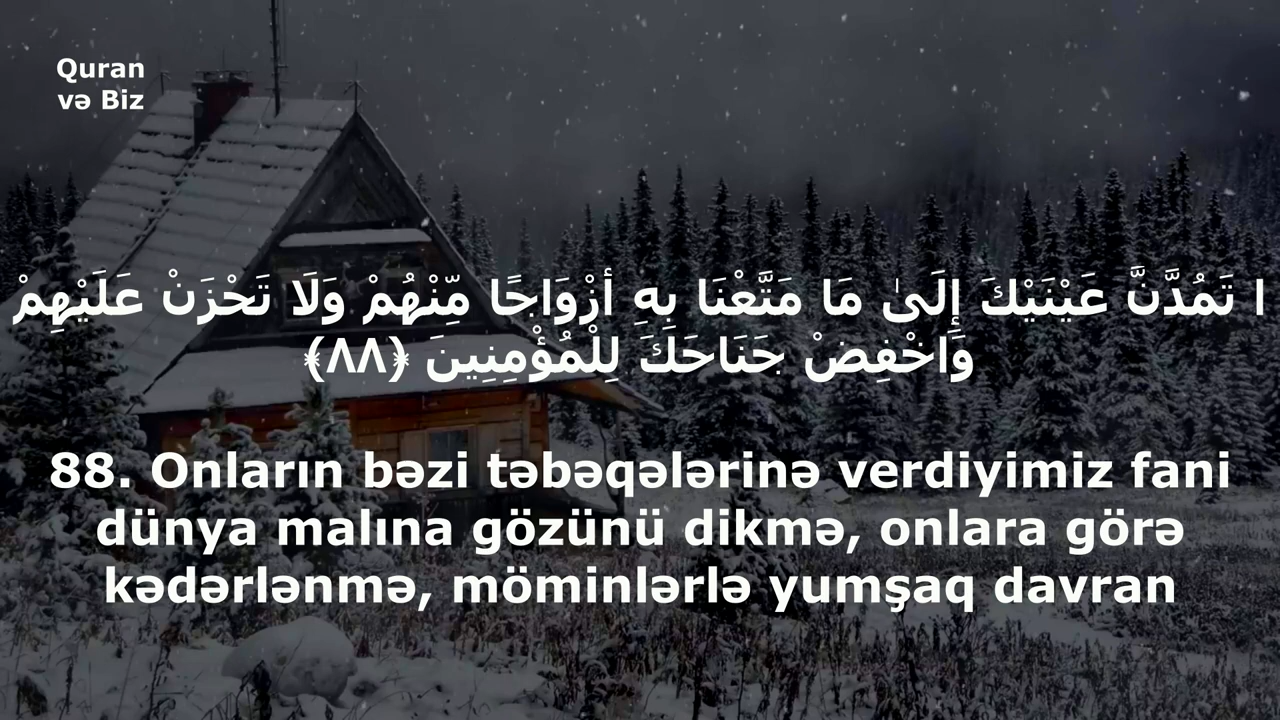 Quran
və Biz
ا تَمُدَّنَّ عَيْنَيْكَ إِلَىٰ مَا مَتَّعْنَا بِهِ أزْوَاجًا مِّنْهُمْ وَلَا تَحْزَنْ عَلَيْهِمْ
وَاخْفِضْ جَنَاحَكَ لِلْمُؤْمِنِينَ ﴿٨٨﴾
88. Onların bəzi təbəqələrinə verdiyimiz fani
dünya malına gözünü dikmə, onlara görə
kədərlənmə, möminlərlə yumşaq davran